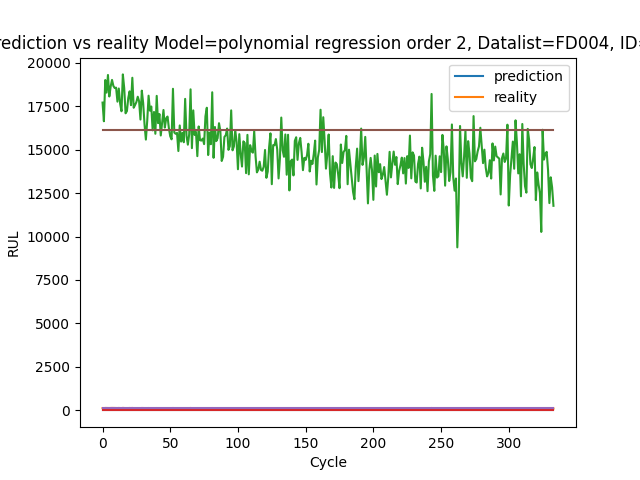 rediction vs reality Model=polynomial regression order 2, Datalist=FD004, ID=
20000
17500
15000
12500
10000
7500
5000
2500
0
RUL
prediction
reality
0 50 100 150 200 250 300
Cycle